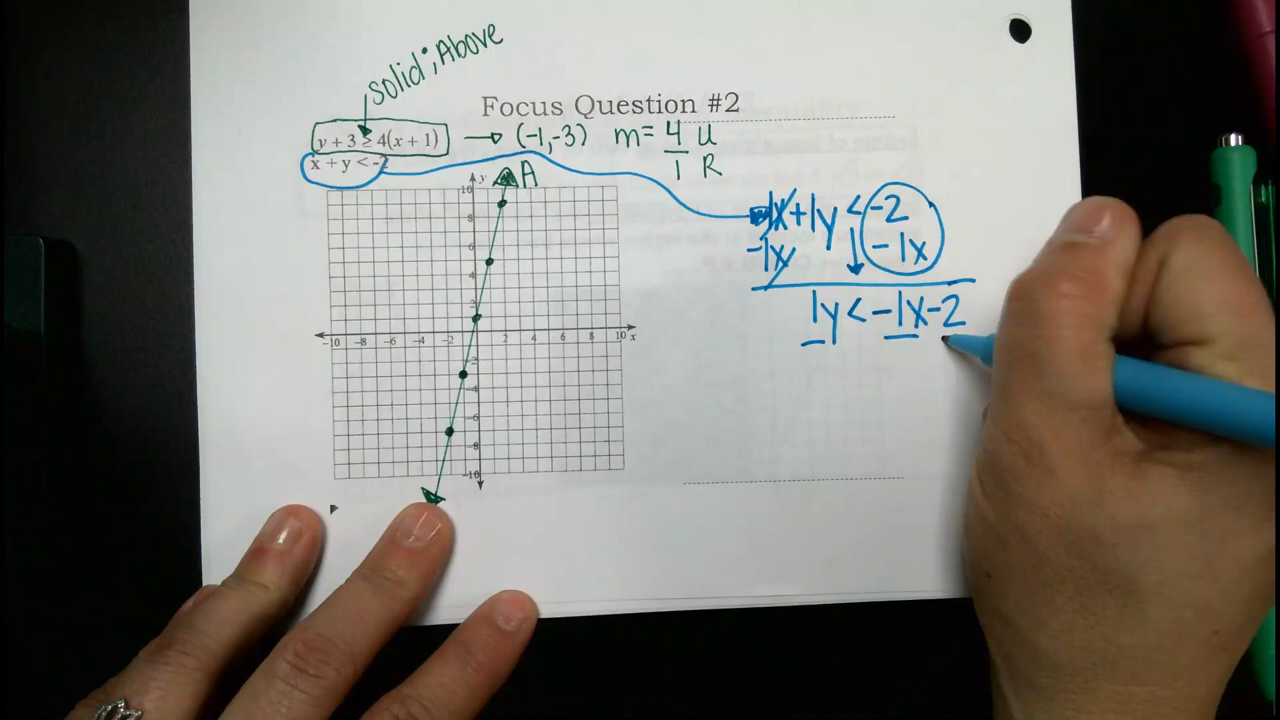 solid; Above
Focus Question #2
y + 3 ≥ 4(x + 1) → (-1,-3) m= 4/1 U R
x + y < -2
A
y
10
8
6
4
2
-10 -8 -6 -4 -2 2 4 6 8 10 x
-2
-4
-6
-8
-10
1x+1y < -2
-1x -1x
1y < -1x-2